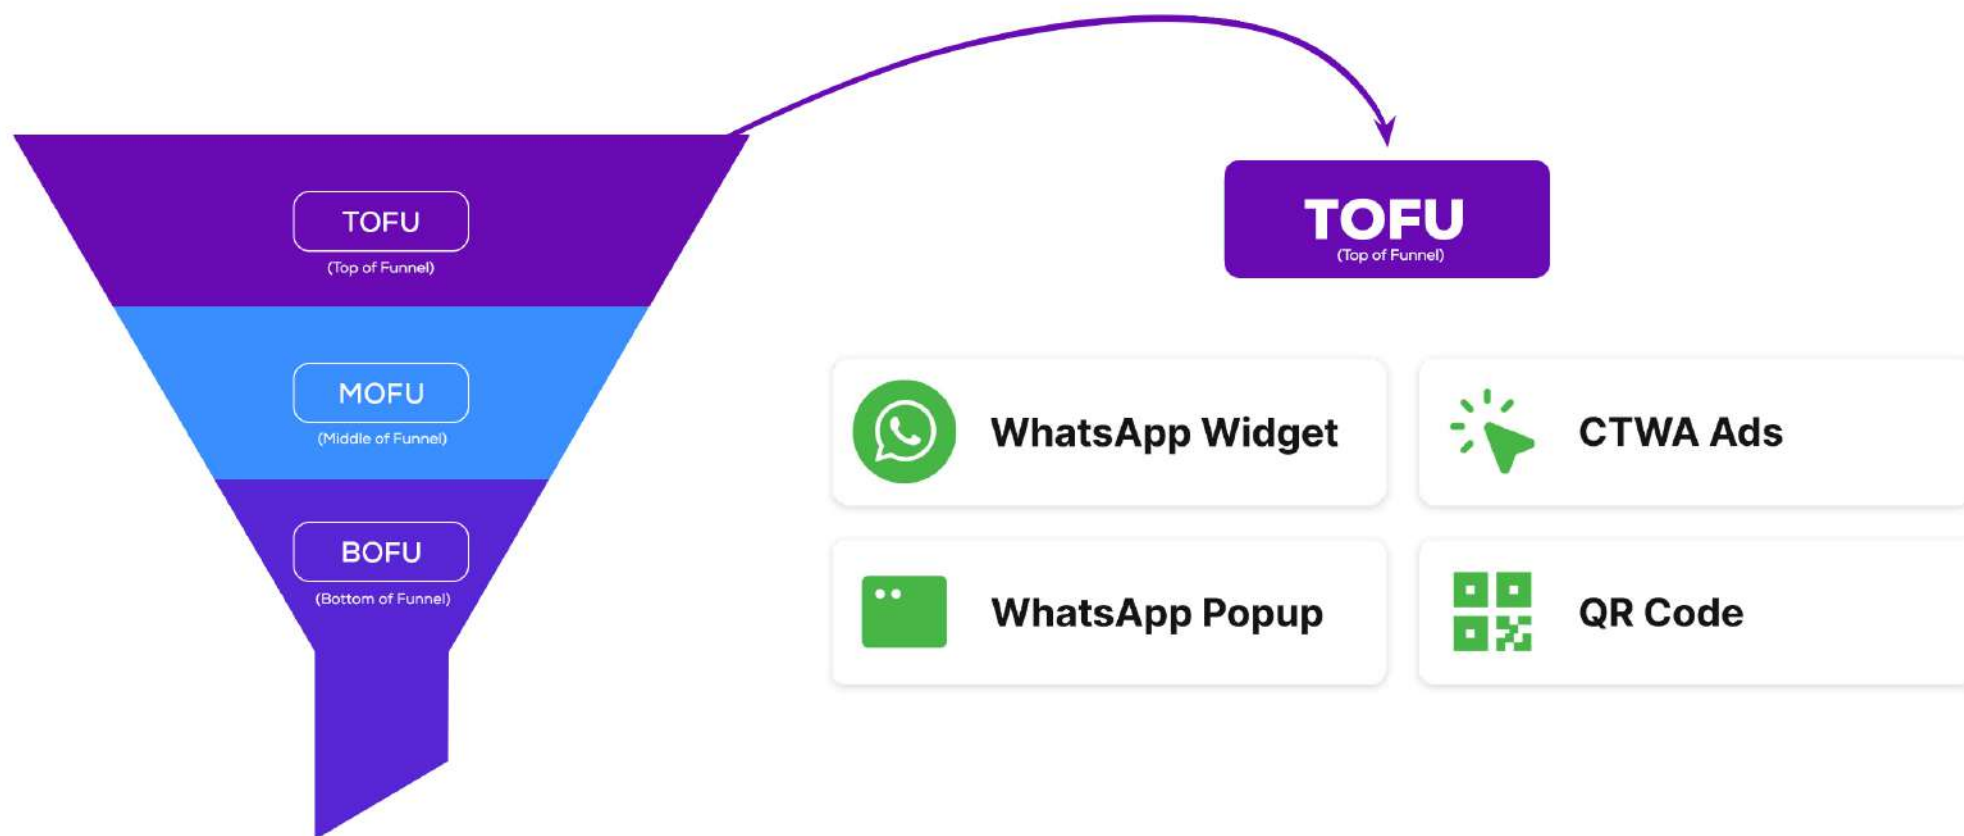 TOFU
(Top of Funnel)
MOFU
(Middle of Funnel)
BOFU
(Bottom of Funnel)
TOFU
(Top of Funnel)
WhatsApp Widget
CTWA Ads
WhatsApp Popup
QR Code